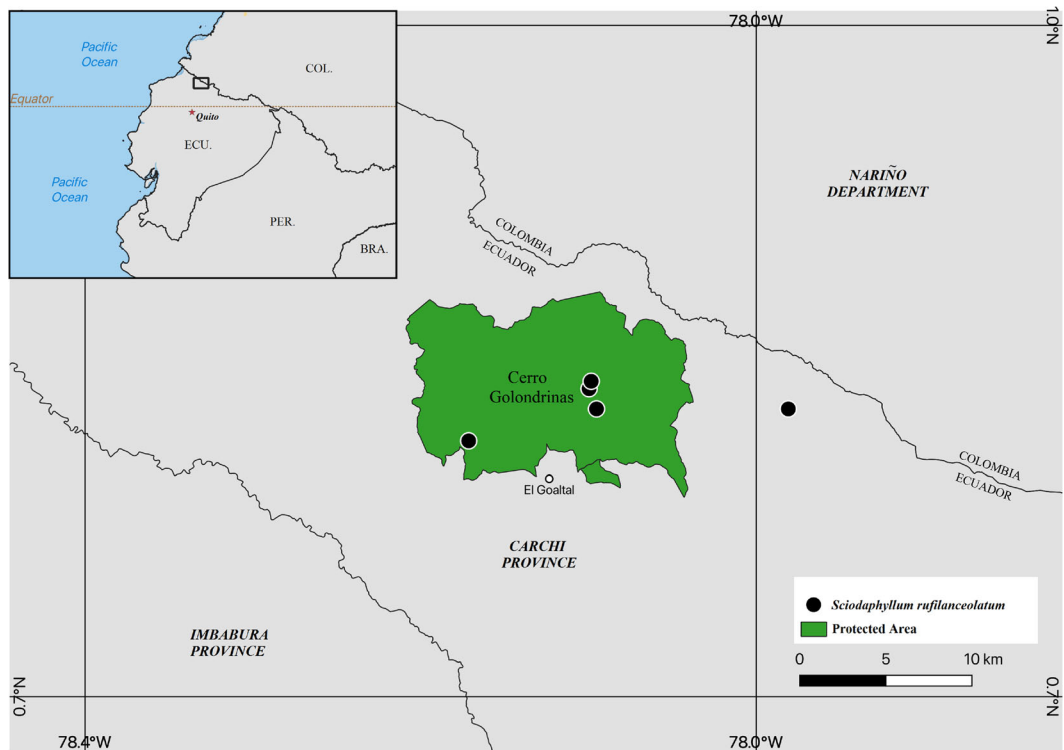 78.0°W
1.0°N
Pacific
Ocean
COL.
Equator
Quito
ECU.
Pacific
Ocean
PER.
BRA.
NARIÑO
DEPARTMENT
COLOMBIA
ECUADOR
Cerro
Golondrinas
COLOMBIA
ECUADOR
El Goaltal
CARCHI
PROVINCE
IMBABURA
PROVINCE
Sciodaphyllum rufilanceolatum
Protected Area
0 5 10 km
0.7°N
0.7°N
78.4°W
78.0°W